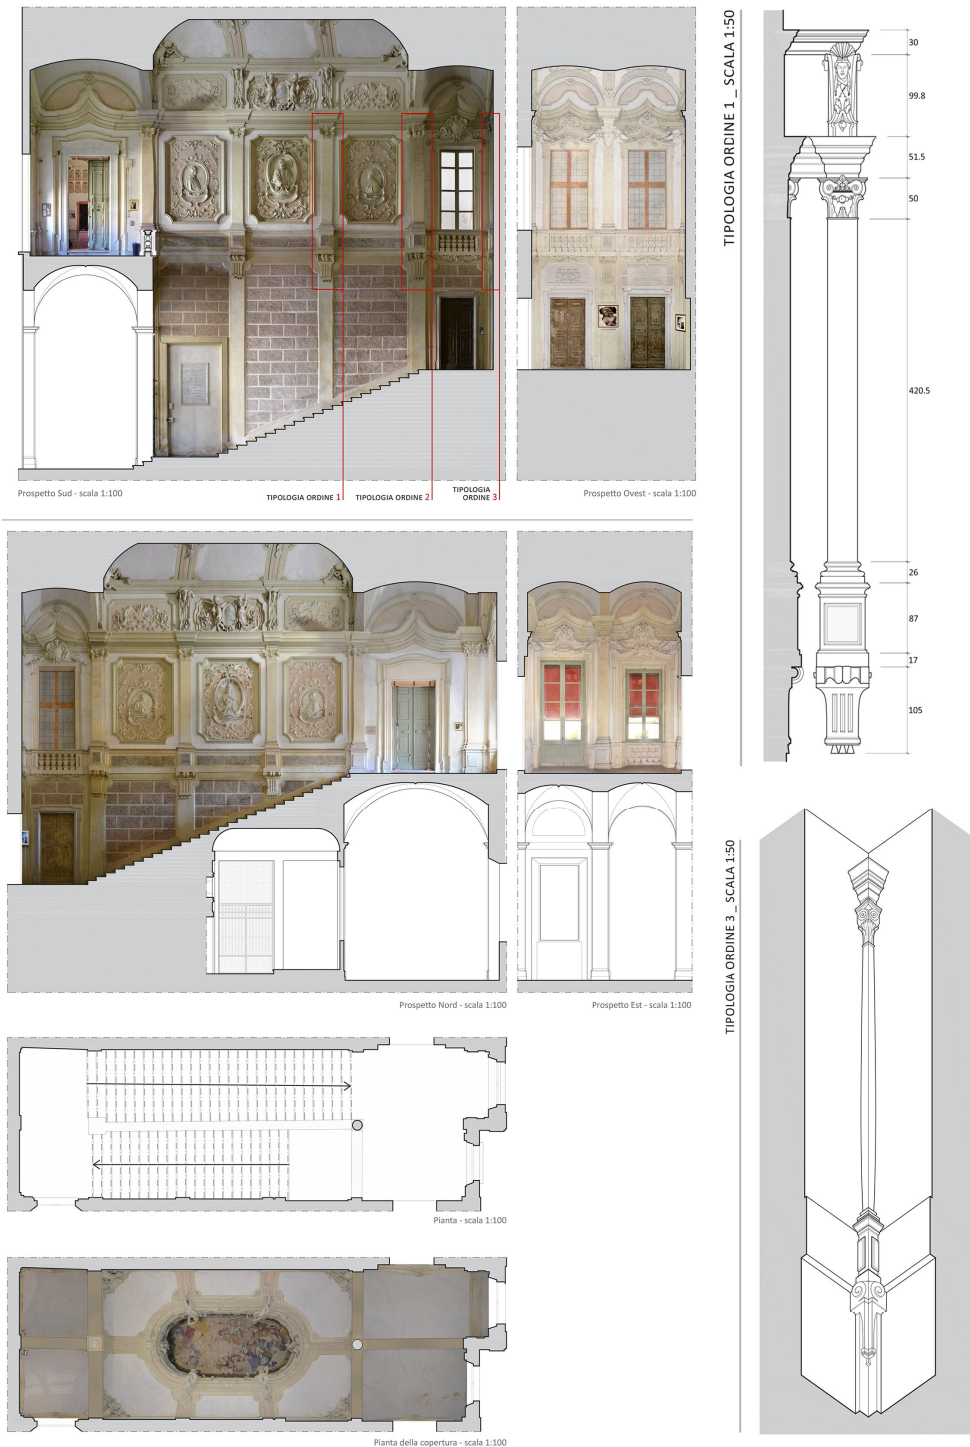 Prospetto Sud - scala 1:100
TIPOLOGIA ORDINE 1
TIPOLOGIA ORDINE 2
TIPOLOGIA
ORDINE 3
Prospetto Ovest - scala 1:100
TIPOLOGIA ORDINE 1 _ SCALA 1:50
30
99.8
51.5
50
420.5
26
87
17
105
Prospetto Nord - scala 1:100
Prospetto Est - scala 1:100
TIPOLOGIA ORDINE 3 _ SCALA 1:50
Pianta - scala 1:100
Pianta della copertura - scala 1:100